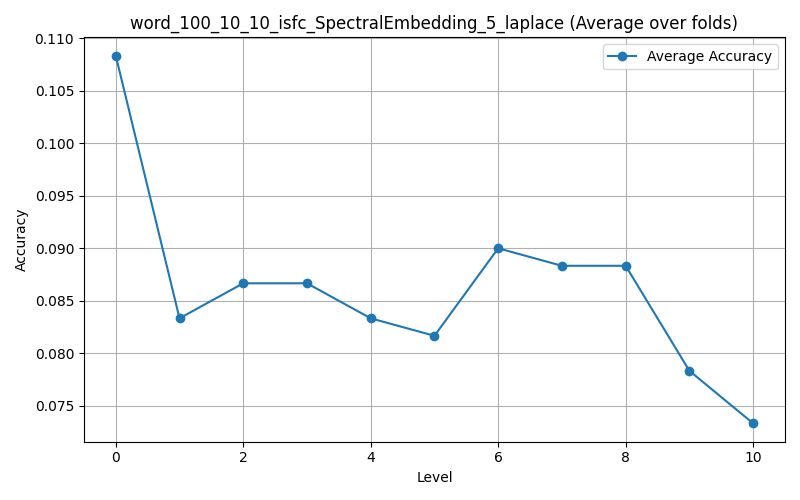 word_100_10_10_isfc_SpectralEmbedding_5_laplace (Average over folds)
Average Accuracy
0.110
0.105
0.100
0.095
0.090
0.085
0.080
0.075
Accuracy
0 2 4 6 8 10
Level